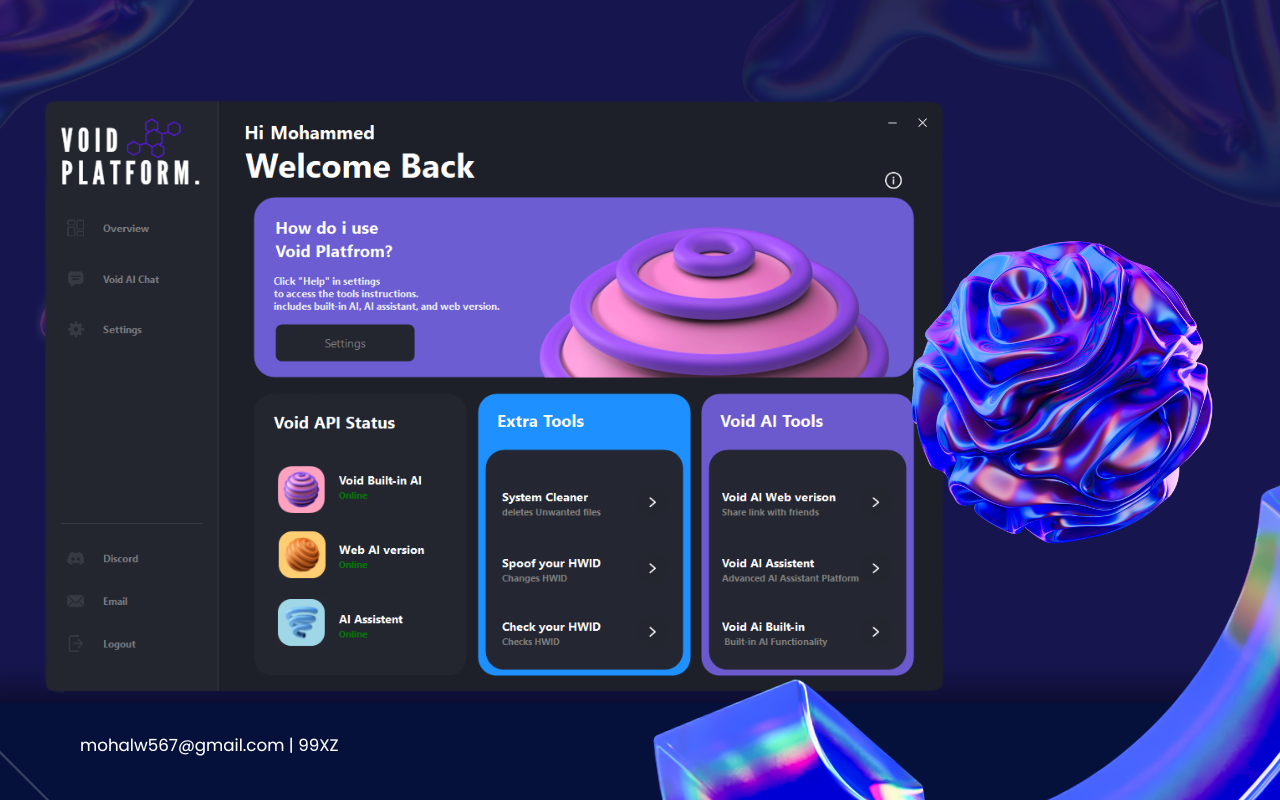 VOID
PLATFORM.
Overview
Void AI Chat
Settings
Discord
Email
Logout
Hi Mohammed
Welcome Back
How do i use
Void Platfrom?
Click "Help" in settings
to access the tools instructions.
includes built-in AI, AI assistant, and web version.
Settings
Void API Status
Void Built-in AI
Online
Web AI version
Online
AI Assistent
Online
Extra Tools
System Cleaner
deletes Unwanted files
Spoof your HWID
Changes HWID
Check your HWID
Checks HWID
Void AI Tools
Void AI Web verison
Share link with friends
Void AI Assistent
Advanced AI Assistant Platform
Void Ai Built-in
Built-in AI Functionality
mohalw567@gmail.com | 99XZ